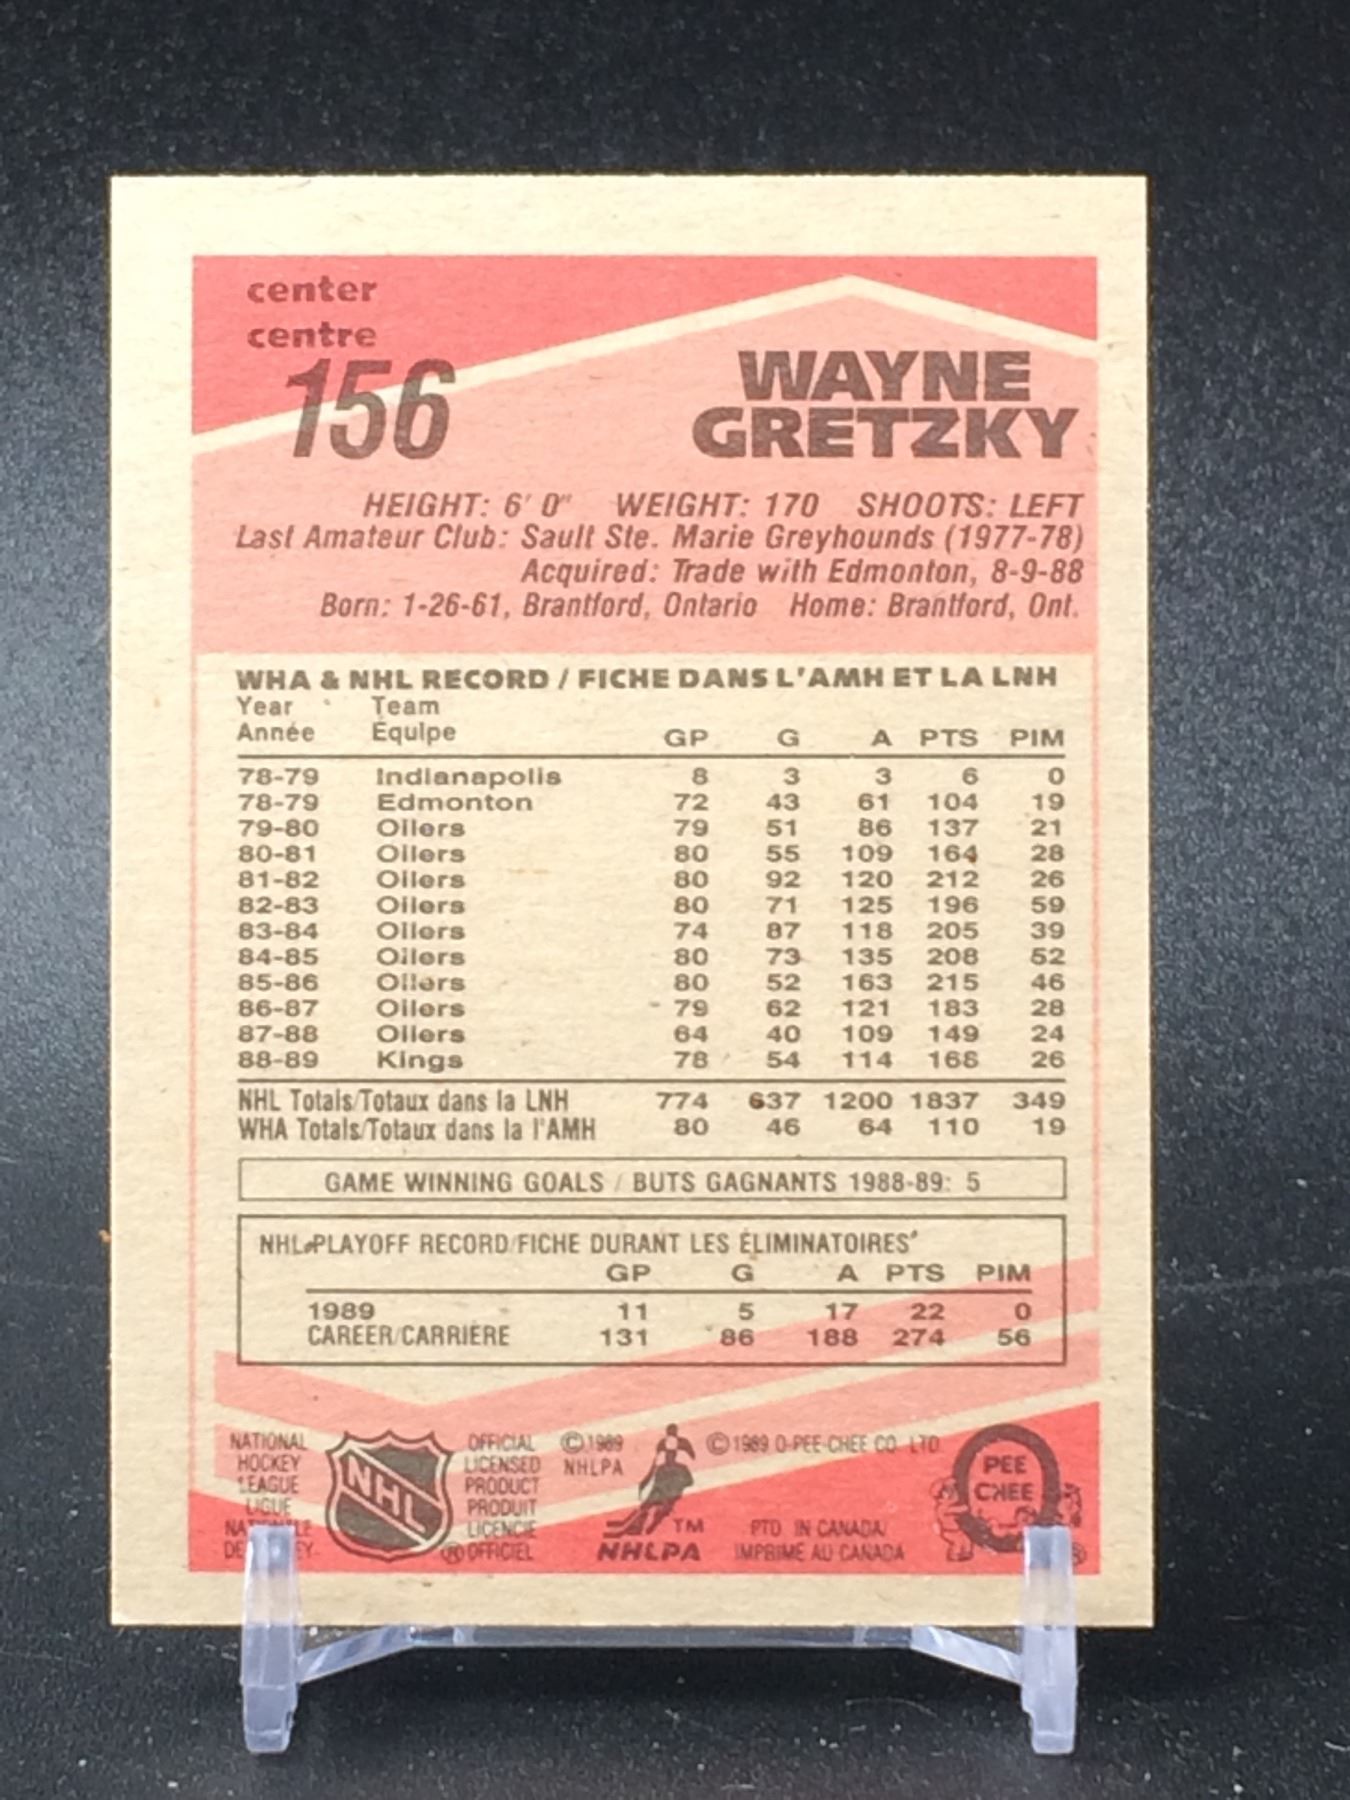 center
centre
156
WAYNE
GRETZKY
HEIGHT: 6' 0" WEIGHT: 170 SHOOTS: LEFT
Last Amateur Club: Sault Ste. Marie Greyhounds (1977-78)
Acquired: Trade with Edmonton, 8-9-88
Born: 1-26-61, Brantford, Ontario Home: Brantford, Ont.
WHA & NHL RECORD / FICHE DANS L'AMH ET LA LNH
Year Team
Année Équipe GP G A PTS PIM
78-79 Indianapolis 8 3 3 6 0
78-79 Edmonton 72 43 61 104 19
79-80 Oilers 79 51 86 137 21
80-81 Oilers 80 55 109 164 28
81-82 Oilers 80 92 120 212 26
82-83 Oilers 80 71 125 196 59
83-84 Oilers 74 87 118 205 39
84-85 Oilers 80 73 135 208 52
85-86 Oilers 80 52 163 215 46
86-87 Oilers 79 62 121 183 28
87-88 Oilers 64 40 109 149 24
88-89 Kings 78 54 114 168 26
NHL Totals/Totaux dans la LNH 774 637 1200 1837 349
WHA Totals/Totaux dans la l'AMH 80 46 64 110 19
GAME WINNING GOALS / BUTS GAGNANTS 1988-89: 5
NHL PLAYOFF RECORD/FICHE DURANT LES ÉLIMINATOIRES
GP G A PTS PIM
1989 11 5 17 22 0
CAREER/CARRIÈRE 131 86 188 274 56
NATIONAL
HOCKEY
LEAGUE
LIGUE
NHL
OFFICIAL
LICENSED
PRODUCT
PRODUIT
LICENCIE
® OFFICIEL
© 1989
NHLPA
TM
NHLPA
© 1989 O-PEE-CHEE CO. LTD.
PTD. IN CANADA/
IMPRIMÉ AU CANADA
PEE
CHEE